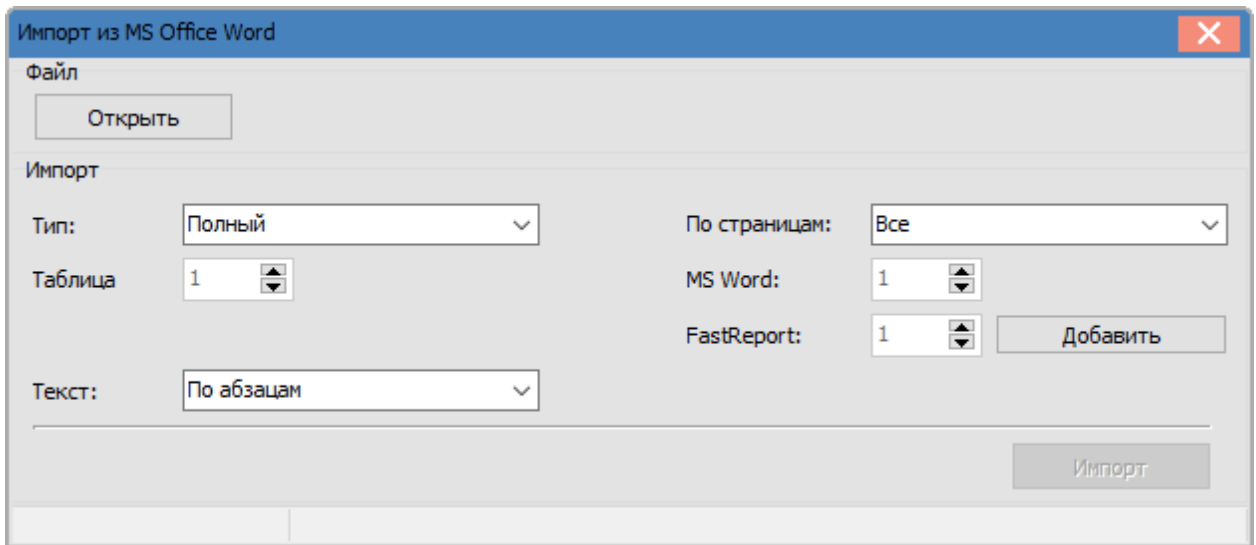 Импорт из MS Office Word
Файл
Открыть
Импорт
Тип: Полный По страницам: Все
Таблица 1 MS Word: 1
FastReport: 1 Добавить
Текст: По абзацам
Импорт